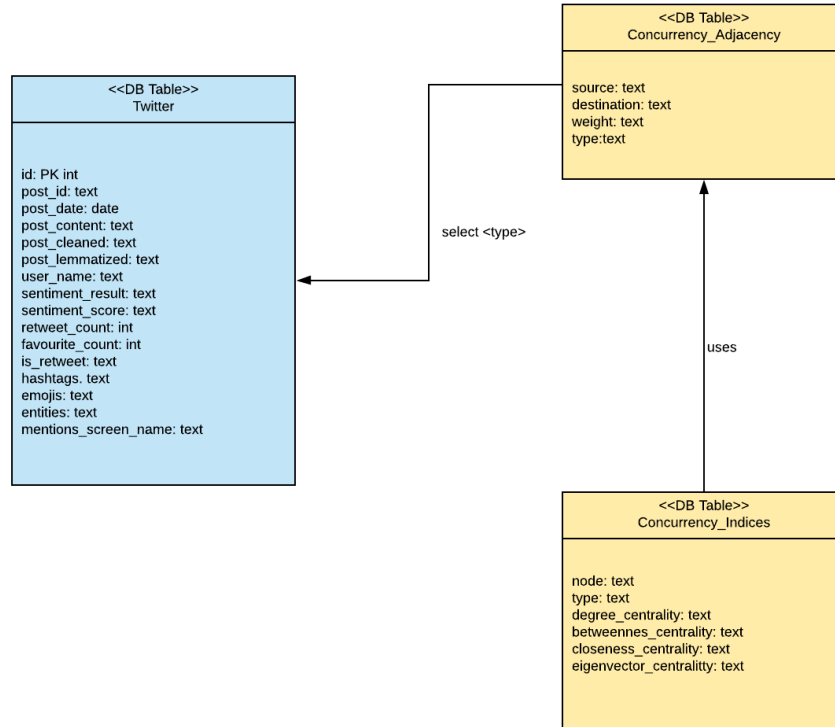 <<DB Table>>
Twitter
id: PK int
post_id: text
post_date: date
post_content: text
post_cleaned: text
post_lemmatized: text
user_name: text
sentiment_result: text
sentiment_score: text
retweet_count: int
favourite_count: int
is_retweet: text
hashtags. text
emojis: text
entities: text
mentions_screen_name: text
select <type>
<<DB Table>>
Concurrency_Adjacency
source: text
destination: text
weight: text
type:text
uses
<<DB Table>>
Concurrency_Indices
node: text
type: text
degree_centrality: text
betweennes_centrality: text
closeness_centrality: text
eigenvector_centralitty: text